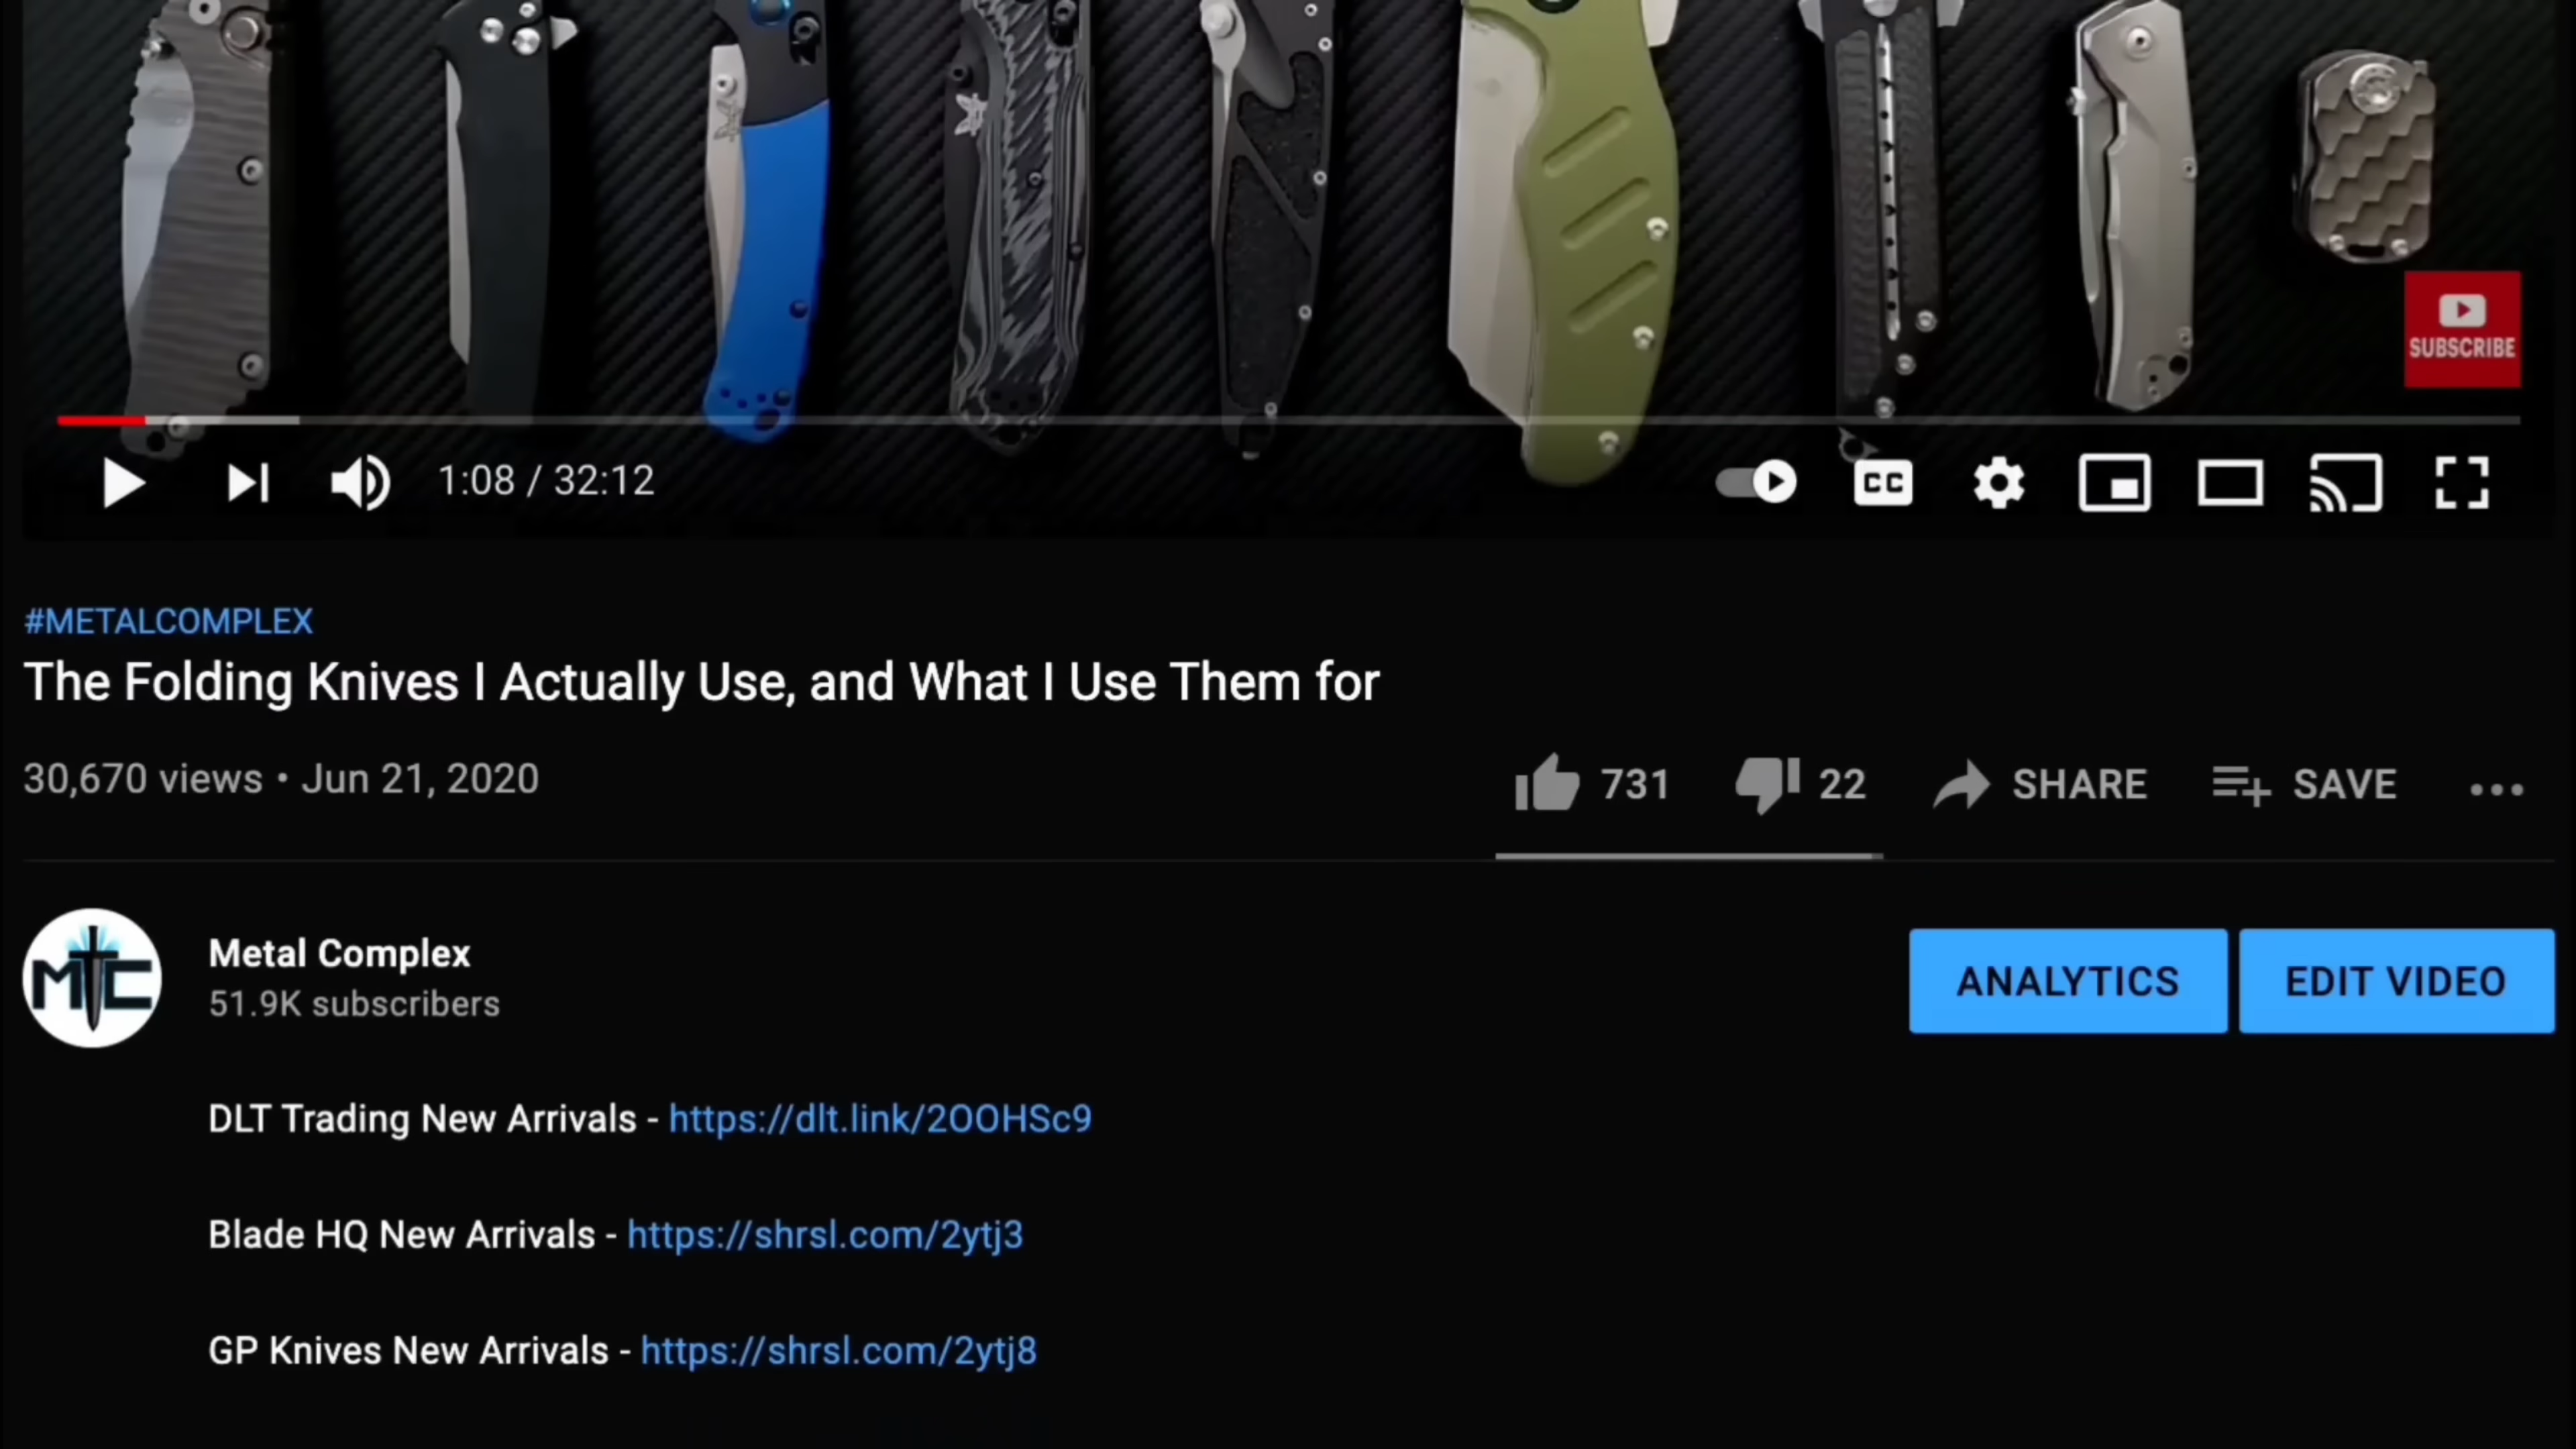 SUBSCRIBE
1:08 / 32:12
CC
#METALCOMPLEX
The Folding Knives I Actually Use, and What I Use Them for
30,670 views • Jun 21, 2020
731 22 SHARE SAVE
MTC
Metal Complex
51.9K subscribers
ANALYTICS EDIT VIDEO
DLT Trading New Arrivals - https://dlt.link/2OOHSc9
Blade HQ New Arrivals - https://shrsl.com/2ytj3
GP Knives New Arrivals - https://shrsl.com/2ytj8